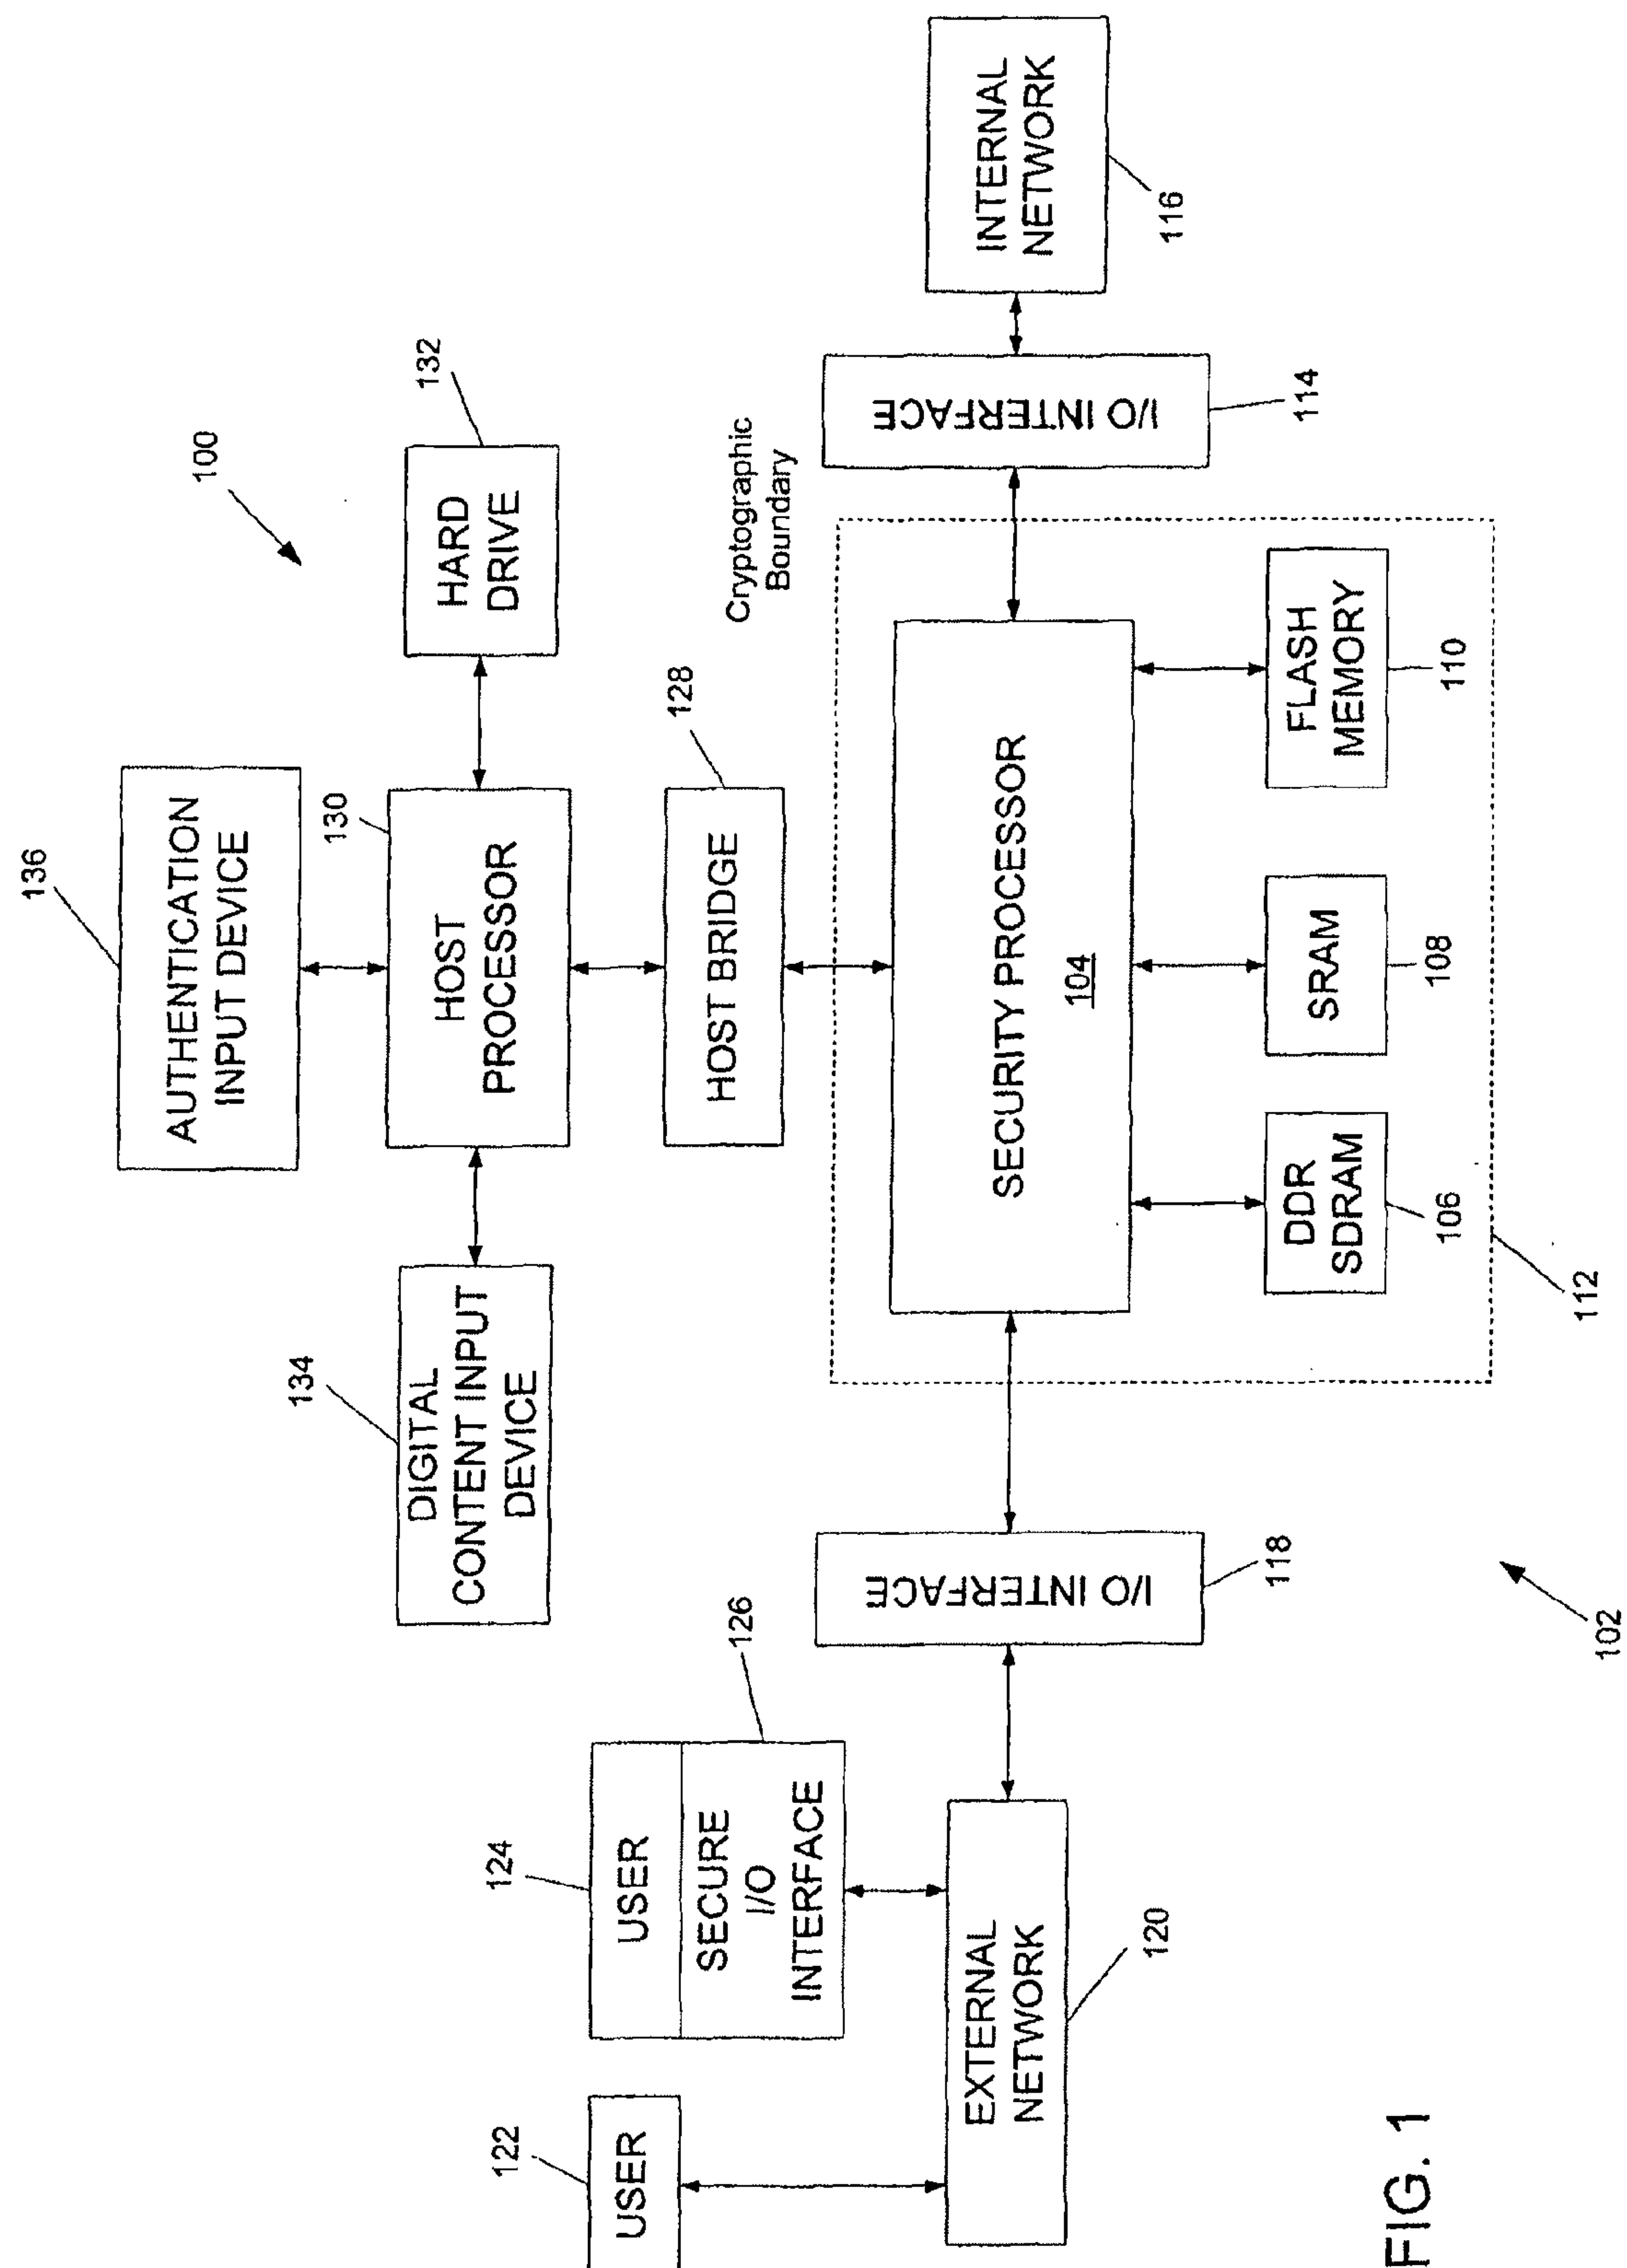 136
AUTHENTICATION
INPUT DEVICE
100
132
HARD
DRIVE
130
HOST
PROCESSOR
134
DIGITAL
CONTENT INPUT
DEVICE
128
HOST BRIDGE
Cryptographic
Boundary
124
USER
SECURE
I/O
INTERFACE
126
122
USER
EXTERNAL
NETWORK
120
I/O INTERFACE
118
SECURITY PROCESSOR
104
I/O INTERFACE
114
INTERNAL
NETWORK
116
DDR
SDRAM
106
SRAM
108
FLASH
MEMORY
110
112
102
FIG. 1